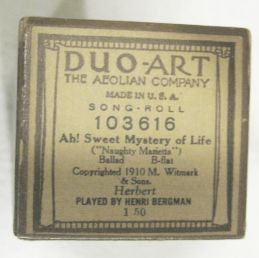 DUO-ART
THE AEOLIAN COMPANY
MADE IN U.S.A.
SONG-ROLL
103616
Ah! Sweet Mystery of Life
("Naughty Marietta")
Ballad B-flat
Copyrighted 1910 M. Witmark
& Sons.
Herbert
PLAYED BY HENRI BERGMAN
1 50